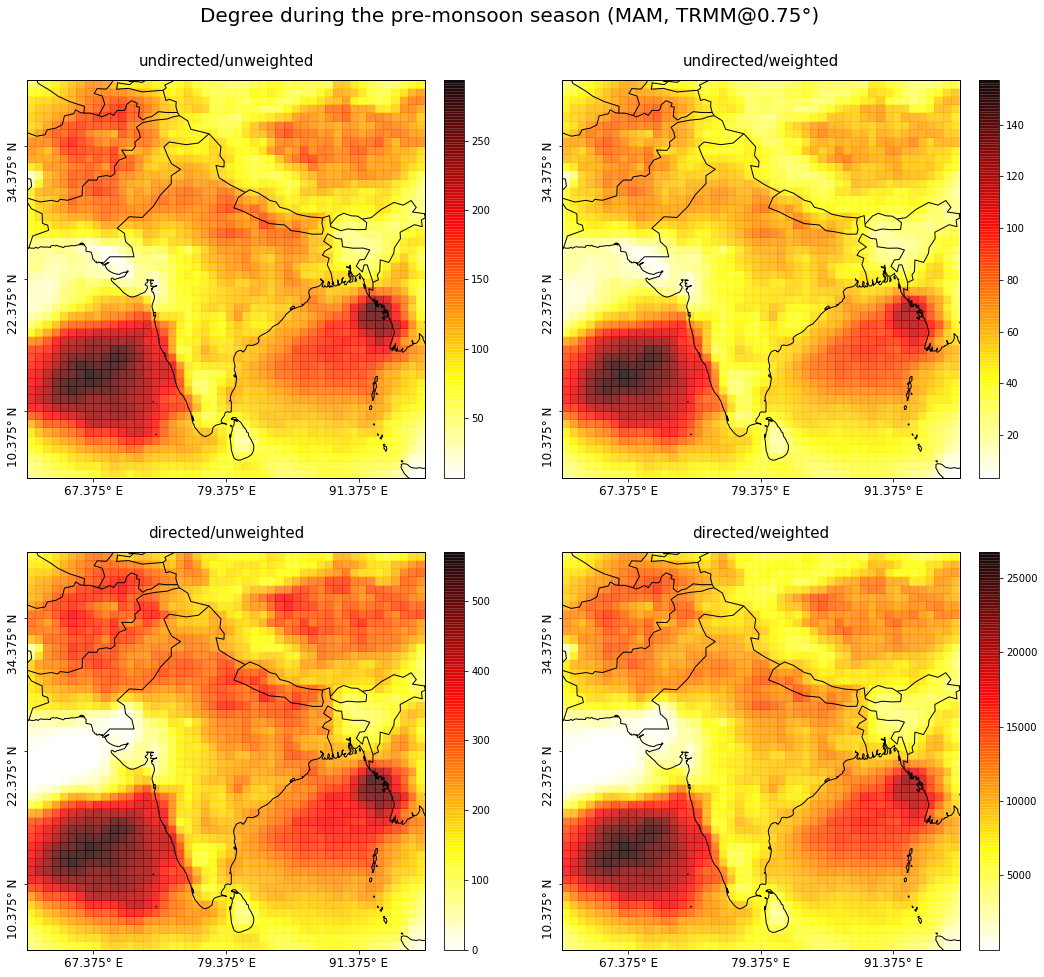 Degree during the pre-monsoon season (MAM, TRMM@0.75°)
undirected/unweighted
34.375° N
22.375° N
10.375° N
67.375° E
79.375° E
91.375° E
250
200
150
100
50
undirected/weighted
34.375° N
22.375° N
10.375° N
67.375° E
79.375° E
91.375° E
140
120
100
80
60
40
20
directed/unweighted
34.375° N
22.375° N
10.375° N
67.375° E
79.375° E
91.375° E
500
400
300
200
100
0
directed/weighted
34.375° N
22.375° N
10.375° N
67.375° E
79.375° E
91.375° E
25000
20000
15000
10000
5000